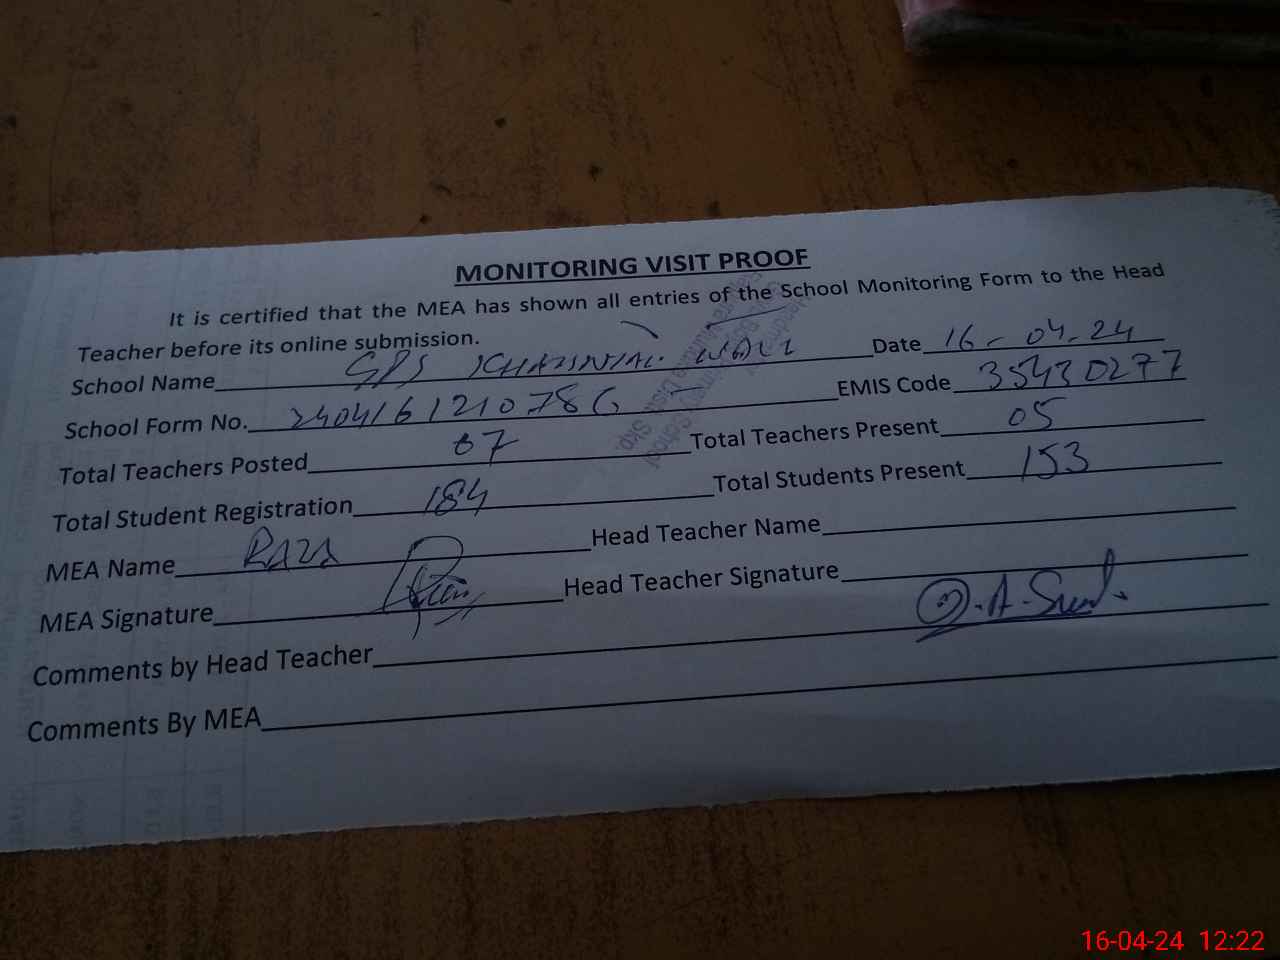 MONITORING VISIT PROOF
It is certified that the MEA has shown all entries of the School Monitoring Form to the Head
Teacher before its online submission.
School Name GPS Date 16-04-24
School Form No. 240416121078G EMIS Code 35430277
Total Teachers Posted 07 Total Teachers Present 05
Total Student Registration 184 Total Students Present 153
MEA Name RAZA Head Teacher Name
MEA Signature Head Teacher Signature
Comments by Head Teacher
Comments By MEA
16-04-24 12:22